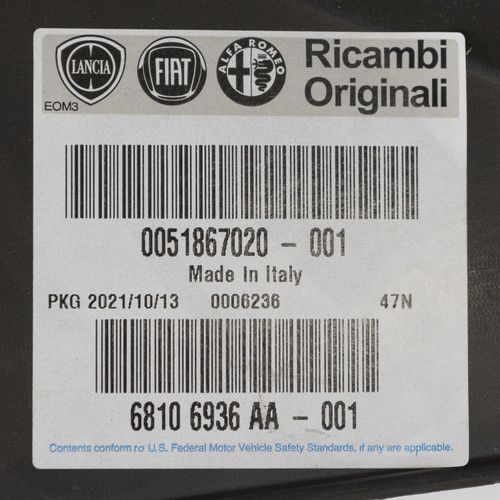 LANCIA FIAT ALFA ROMEO Ricambi
Originali
EOM3
0051867020 - 001
Made In Italy
PKG 2021/10/13 0006236 47N
6810 6936 AA - 001
Contents conform to U.S. Federal Motor Vehicle Safety Standards, if any are applicable.